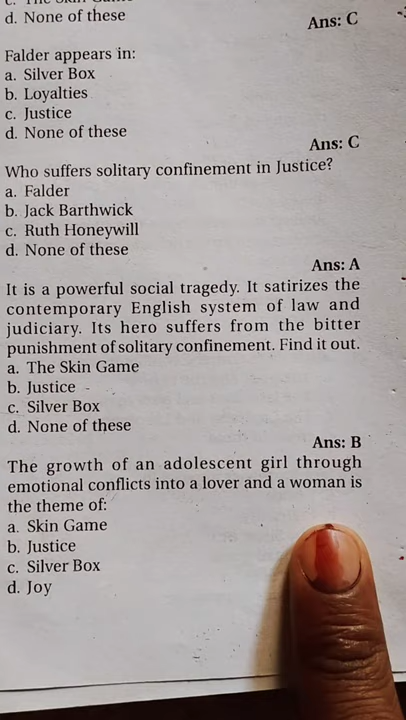 d. None of these
Ans: C
Falder appears in:
a. Silver Box
b. Loyalties
c. Justice
d. None of these
Ans: C
Who suffers solitary confinement in Justice?
a. Falder
b. Jack Barthwick
c. Ruth Honeywill
d. None of these
Ans: A
It is a powerful social tragedy. It satirizes the
contemporary English system of law and
judiciary. Its hero suffers from the bitter
punishment of solitary confinement. Find it out.
a. The Skin Game
b. Justice
c. Silver Box
d. None of these
Ans: B
The growth of an adolescent girl through
emotional conflicts into a lover and a woman is
the theme of:
a. Skin Game
b. Justice
c. Silver Box
d. Joy